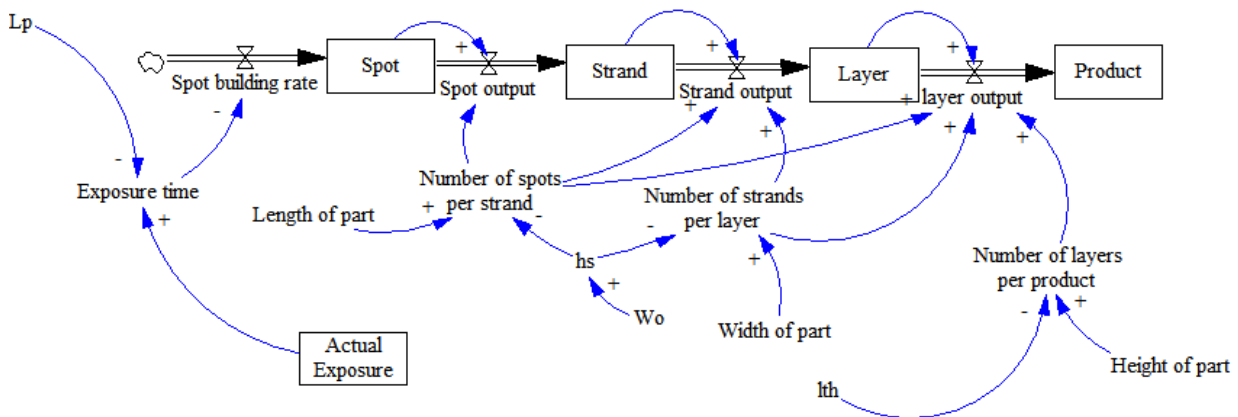 Lp
Spot building rate
Spot
+
Spot output
Strand
+
Strand output
Layer
+
layer output
Product
-
-
+
+
+
+
+
Exposure time
+
Length of part
+
Number of spots
per strand
-
-
Number of strands
per layer
+
hs
+
Wo
Width of part
Number of layers
per product
-
+
Actual
Exposure
Height of part
lth